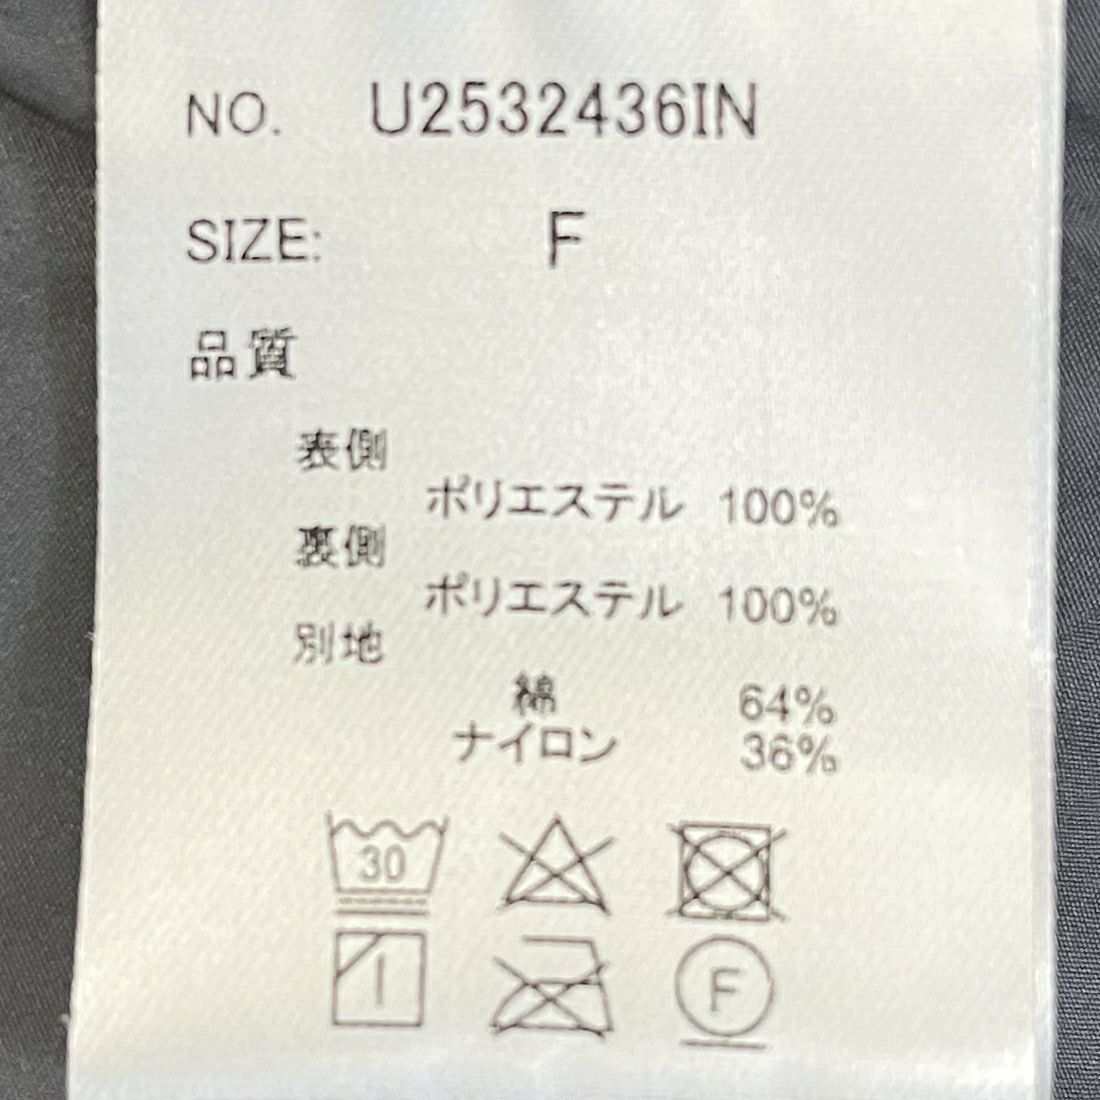 NO. U2532436IN
SIZE: F
品質
表側
ポリエステル 100%
裏側
ポリエステル 100%
別地
綿 64%
ナイロン 36%
30
F